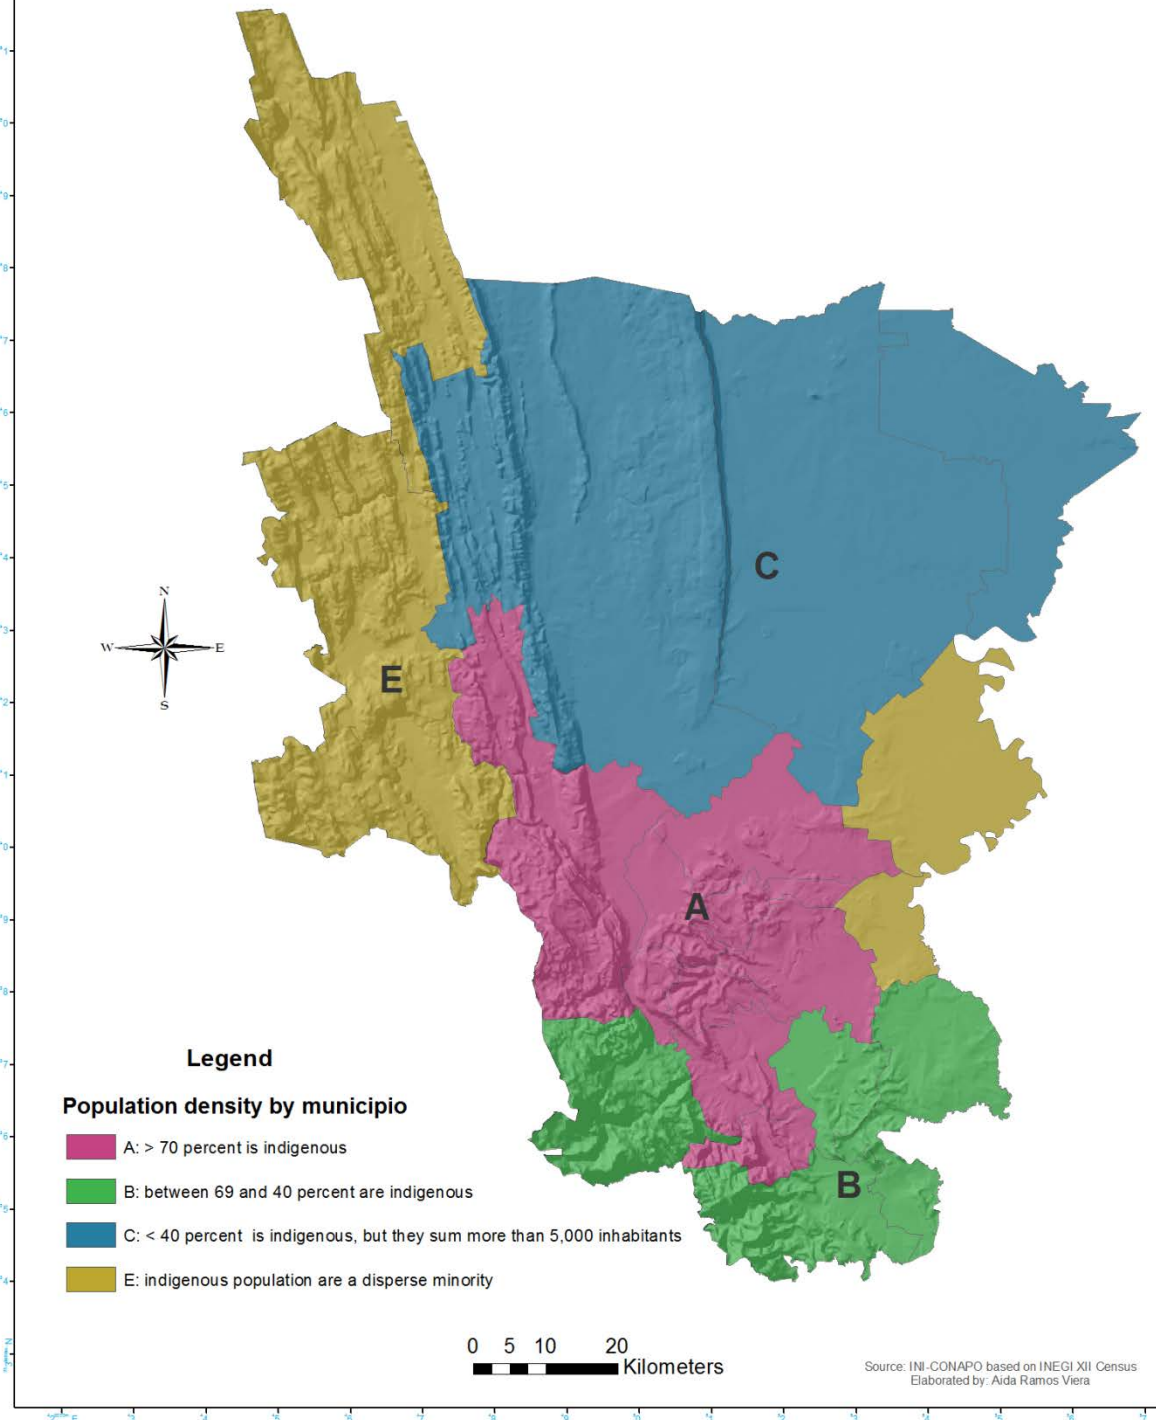 C
N
W
E
S
E
A
Legend
Population density by municipio
A: > 70 percent is indigenous
B
B: between 69 and 40 percent are indigenous
C: < 40 percent is indigenous, but they sum more than 5,000 inhabitants
E: indigenous population are a disperse minority
0 5 10 20
Kilometers
Source: INI-CONAPO based on INEGI XII Census
Elaborated by: Aida Ramos Viera